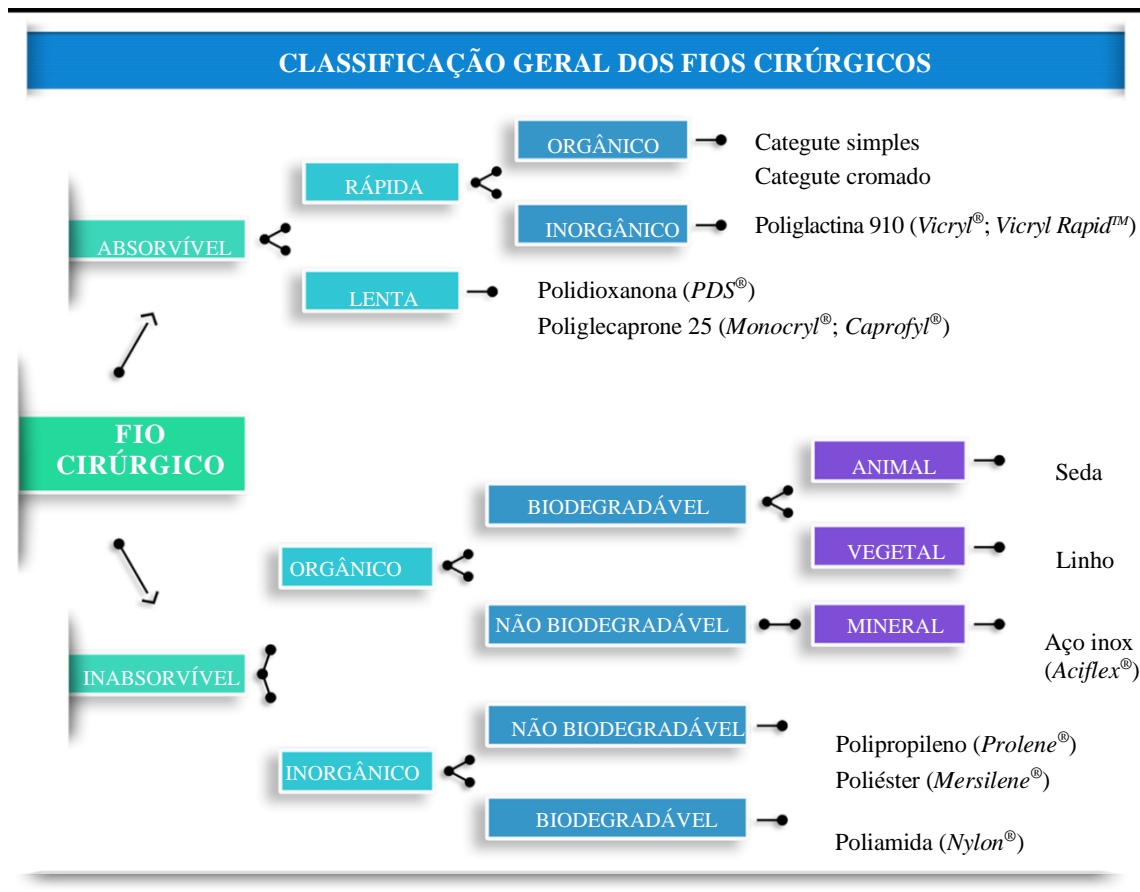 CLASSIFICAÇÃO GERAL DOS FIOS CIRÚRGICOS
ORGÂNICO
Categute simples
Categute cromado
RÁPIDA
INORGÂNICO
Poliglactina 910 (Vicryl®; Vicryl Rapid™)
ABSORVÍVEL
LENTA
Polidioxanona (PDS®)
Poliglecaprone 25 (Monocryl®; Caprofyl®)
FIO
CIRÚRGICO
ANIMAL
Seda
BIODEGRADÁVEL
VEGETAL
Linho
ORGÂNICO
NÃO BIODEGRADÁVEL
MINERAL
Aço inox
(Aciflex®)
INABSORVÍVEL
NÃO BIODEGRADÁVEL
Polipropileno (Prolene®)
Poliéster (Mersilene®)
INORGÂNICO
BIODEGRADÁVEL
Poliamida (Nylon®)